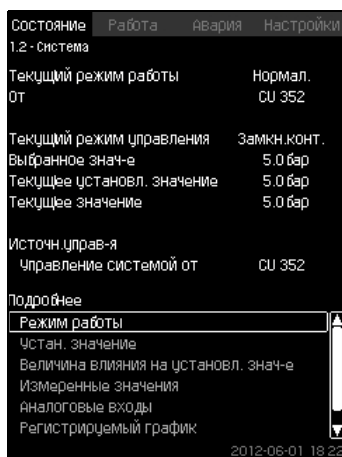 Состояние Работа Авария Настройки
1.2 - Система
Текущий режим работы Нормал.
От CU 352
Текущий режим управления Замкн.конт.
Выбранное знач-е 5.0 бар
Текущее установл. значение 5.0 бар
Текущее значение 5.0 бар
Источн.управ-я
Управление системой от CU 352
Подробнее
Режим работы
Устан. значение
Величина влияния на установл. знач-е
Измеренные значения
Аналоговые входы
Регистрируемый график
2012-06-01 18:22